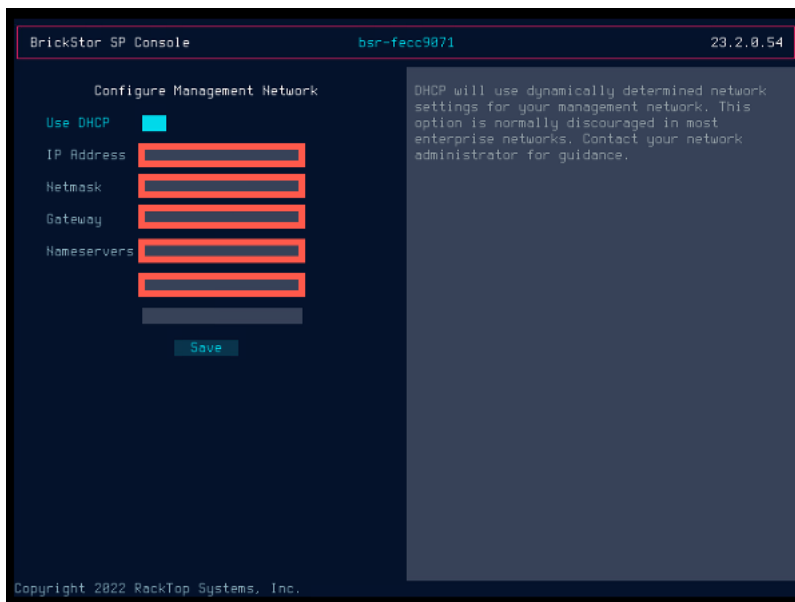 BrickStor SP Console
bsr-fecc9071
23.2.0.54
Configure Management Network
Use DHCP
IP Address
Netmask
Gateway
Nameservers
Save
DHCP will use dynamically determined network
settings for your management network. This
option is normally discouraged in most
enterprise networks. Contact your network
administrator for guidance.
Copyright 2022 RackTop Systems, Inc.